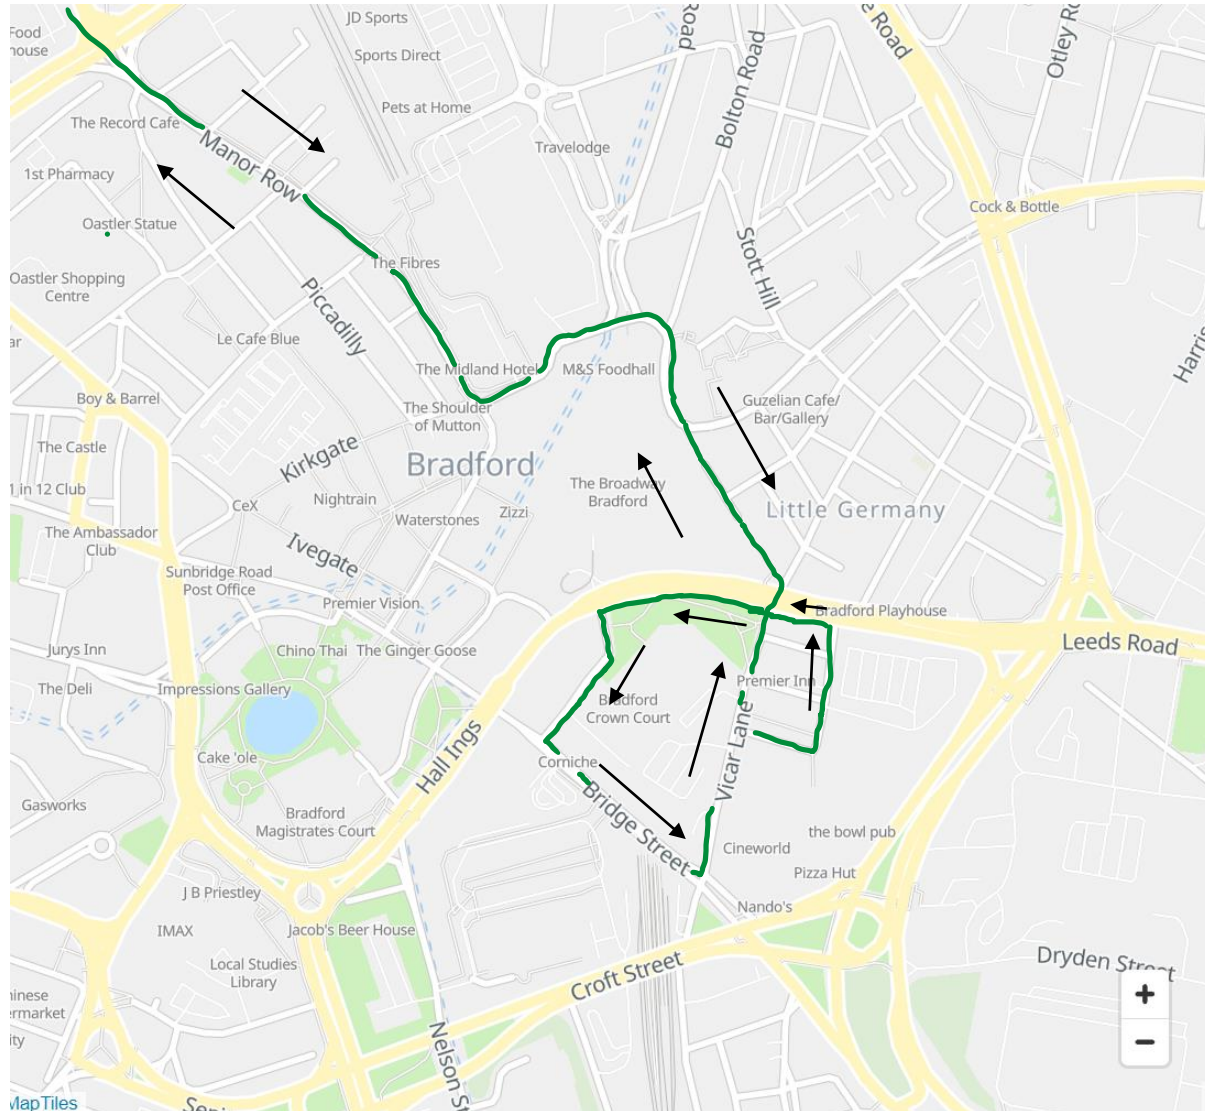 JD Sports
e Road
Road
Otley Ro
Food
house
Sports Direct
Bolton Road
Pets at Home
The Record Cafe
Manor Row
Travelodge
1st Pharmacy
Cock & Bottle
Oastler Statue
Stott Hill
The Fibres
Oastler Shopping
Centre
Piccadilly
Le Cafe Blue
Harris
ar
The Midland Hotel
M&S Foodhall
Boy & Barrel
The Shoulder
of Mutton
Guzelian Cafe/
Bar/Gallery
The Castle
Kirkgate
Bradford
1 in 12 Club
Nightrain
The Broadway
Bradford
CeX
Zizzi
Little Germany
Waterstones
The Ambassador
Club
Ivegate
Sunbridge Road
Post Office
Premier Vision
Bradford Playhouse
Leeds Road
Jurys Inn
Chino Thai
The Ginger Goose
The Deli
Impressions Gallery
Premier Inn
Bradford
Crown Court
Hall Ings
Vicar Lane
Cake 'ole
Corniche
Bridge Street
Gasworks
Bradford
Magistrates Court
the bowl pub
Cineworld
Pizza Hut
J B Priestley
Nando's
IMAX
Jacob's Beer House
Local Studies
Library
Croft Street
Dryden Street
hinese
ermarket
ity
+
−
Nelson St
MapTiles